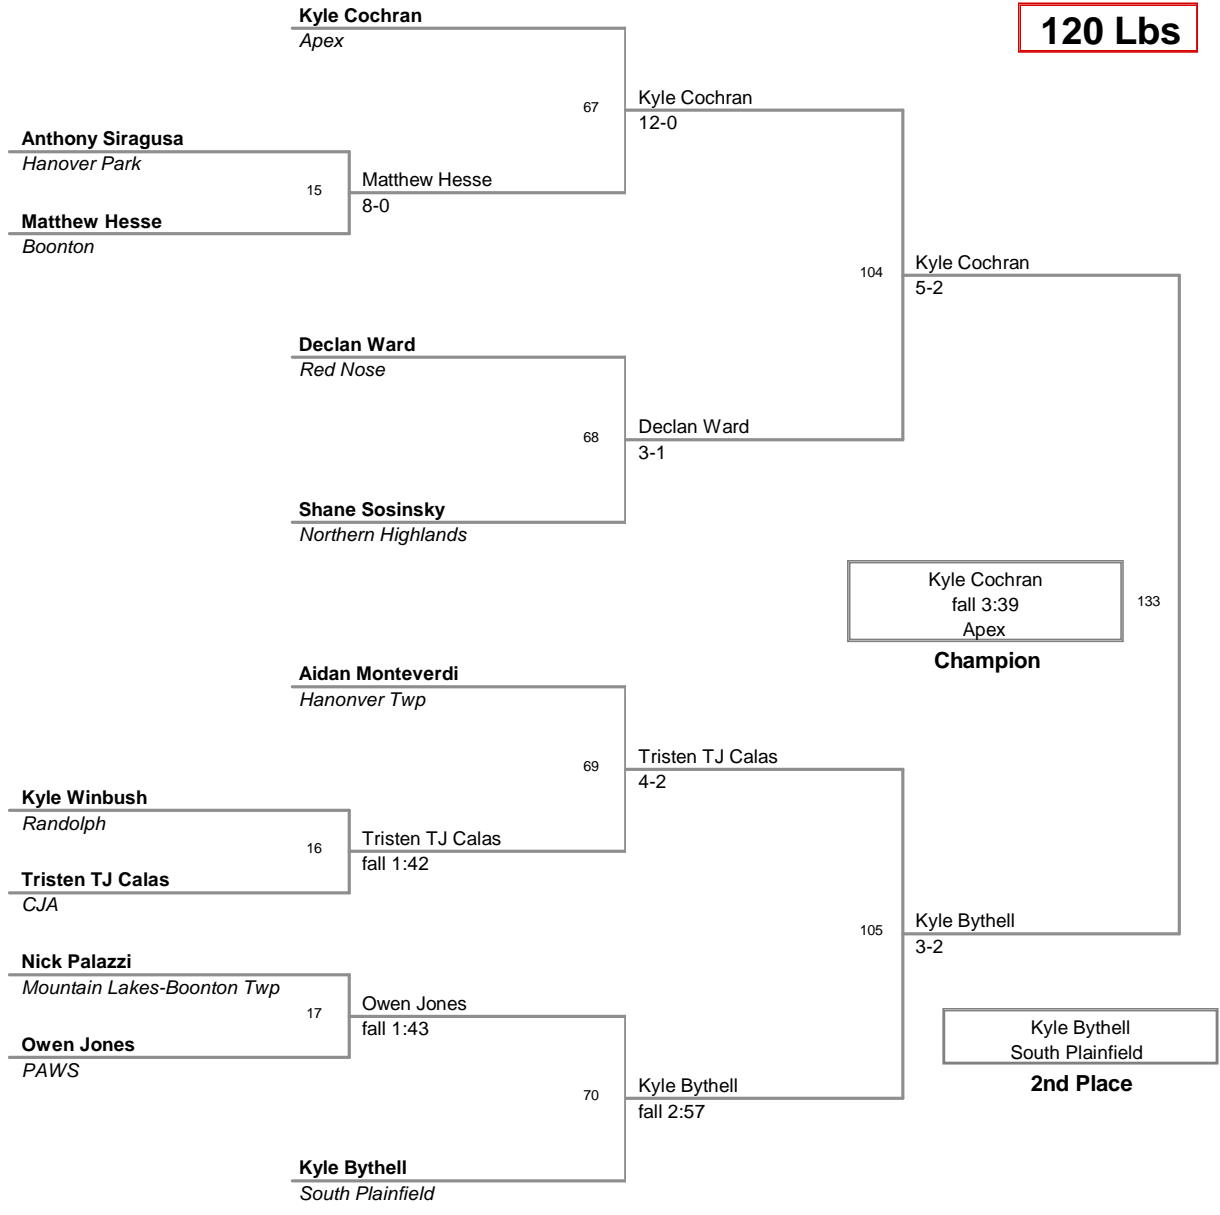 Kyle Cochran
120 Lbs
Apex
67
Kyle Cochran
12-0
Anthony Siragusa
Hanover Park
15
Matthew Hesse
8-0
Matthew Hesse
Boonton
104
Kyle Cochran
5-2
Declan Ward
Red Nose
68
Declan Ward
3-1
Shane Sosinsky
Northern Highlands
Kyle Cochran
fall 3:39
Apex
133
Champion
Aidan Monteverdi
Hanonver Twp
69
Tristen TJ Calas
4-2
Kyle Winbush
Randolph
16
Tristen TJ Calas
fall 1:42
Tristen TJ Calas
CJA
105
Kyle Bythell
3-2
Nick Palazzi
Mountain Lakes-Boonton Twp
17
Owen Jones
fall 1:43
Owen Jones
PAWS
Kyle Bythell
South Plainfield
2nd Place
70
Kyle Bythell
fall 2:57
Kyle Bythell
South Plainfield